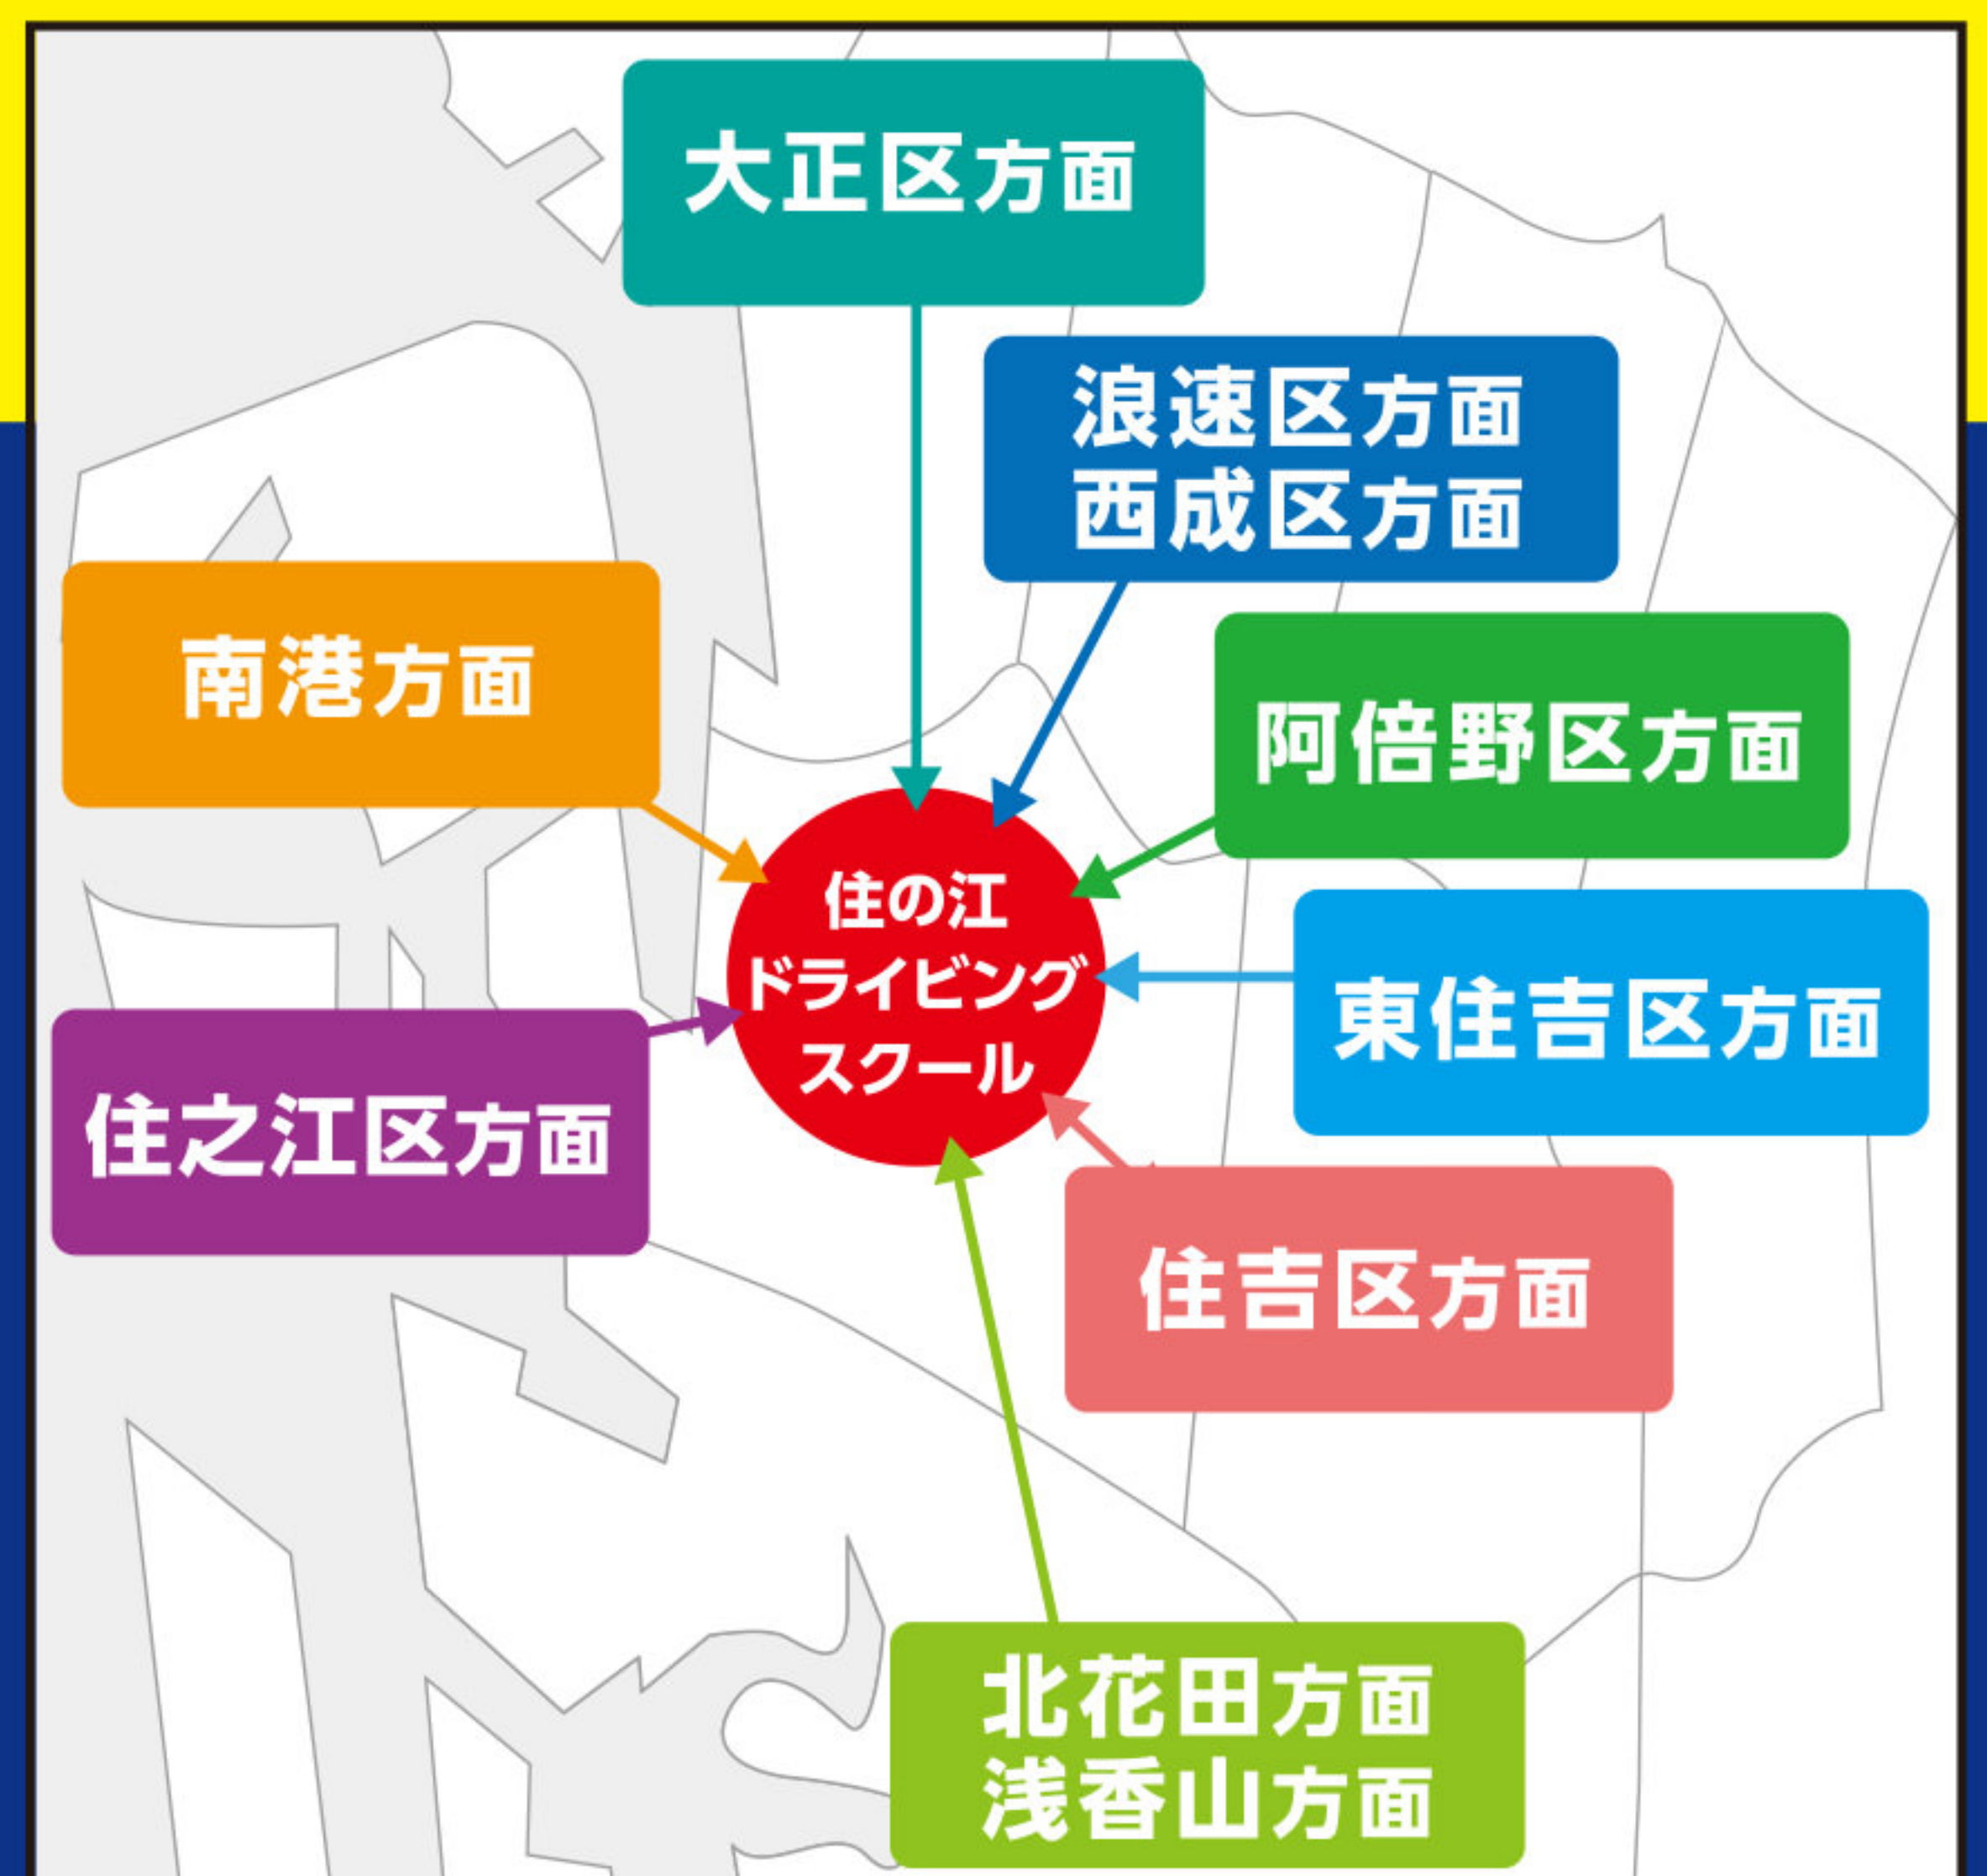 大正区方面
浪速区方面
西成区方面
南港方面
阿倍野区方面
住の江
ドライビング
スクール
東住吉区方面
住之江区方面
住吉区方面
北花田方面
浅香山方面